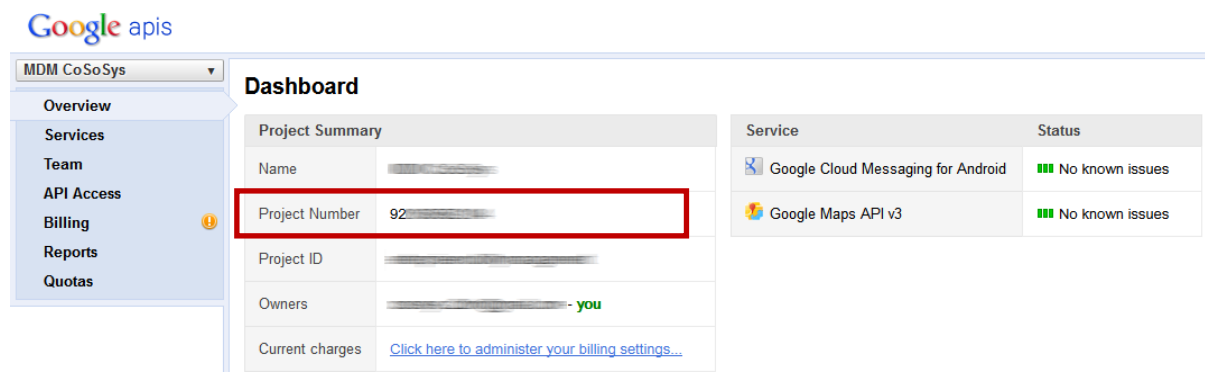 Google apis
MDM CoSoSys
Dashboard
Overview
Services
Team
API Access
Billing
Reports
Quotas
Project Summary
Name
Project Number 92
Project ID
Owners - you
Current charges Click here to administer your billing settings...
Service Status
Google Cloud Messaging for Android No known issues
Google Maps API v3 No known issues